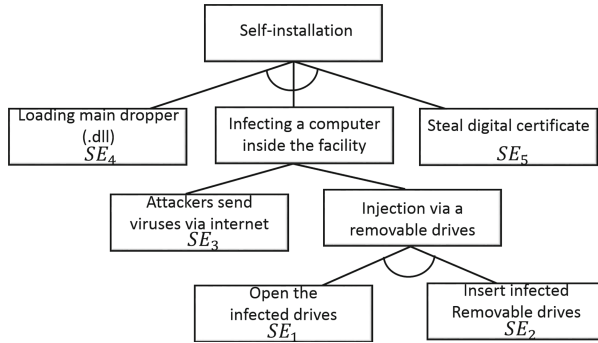 Self-installation
Loading main dropper
(.dll)
SE₄
Infecting a computer
inside the facility
Steal digital certificate
SE₅
Attackers send
viruses via internet
SE₃
Injection via a
removable drives
Open the
infected drives
SE₁
Insert infected
Removable drives
SE₂